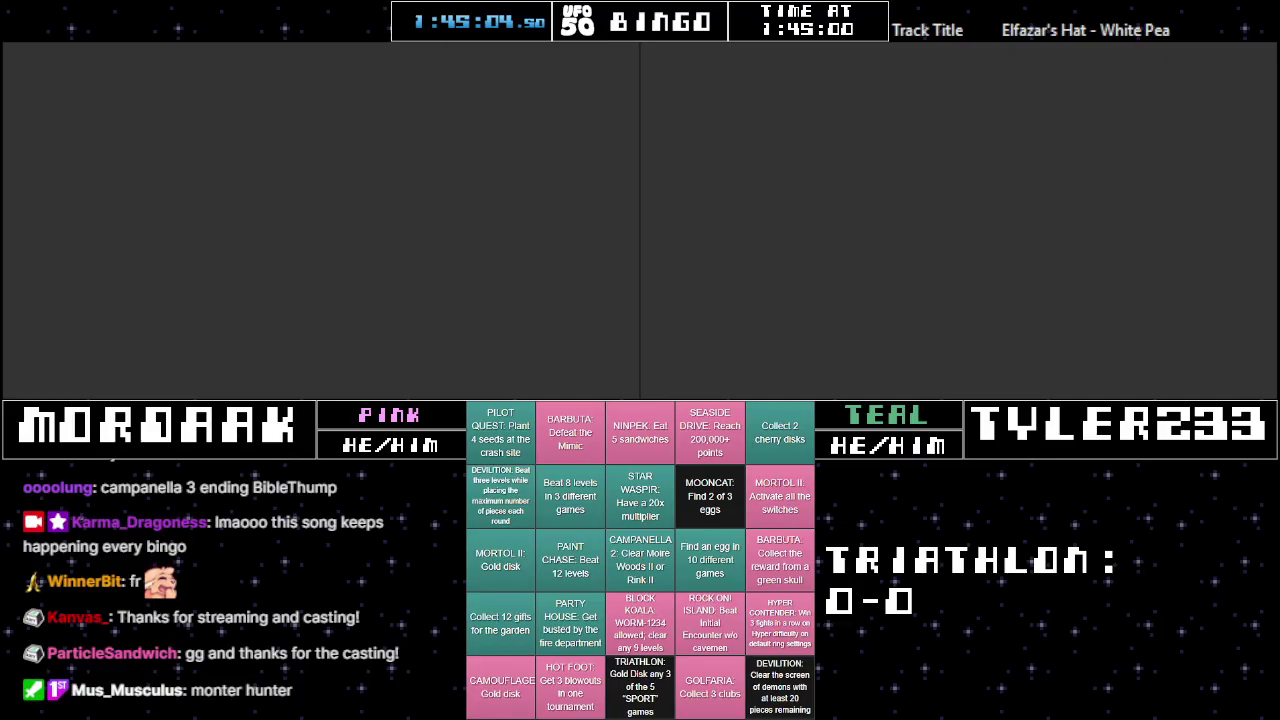 1:45:04.50
UFO
50
BINGO
TIME AT
1:45:00
Track Title
Elfazar's Hat - White Pea
MORDAAK
PINK
HE/HIM
TEAL
HE/HIM
TYLER233
PILOT
QUEST: Plant
4 seeds at the
crash site
BARBUTA:
Defeat the
Mimic
NINPEK: Eat
5 sandwiches
SEASIDE
DRIVE: Reach
200,000+
points
Collect 2
cherry disks
DEVILITION: Beat
three levels while
placing the
maximum number
of pieces each
round
Beat 8 levels
in 3 different
games
STAR
WASPIR:
Have a 20x
multiplier
MOONCAT:
Find 2 of 3
eggs
MORTOL II:
Activate all the
switches
MORTOL II:
Gold disk
PAINT
CHASE: Beat
12 levels
CAMPANELLA
2: Clear Moire
Woods II or
Rink II
Find an egg in
10 different
games
BARBUTA:
Collect the
reward from a
green skull
Collect 12 gifts
for the garden
PARTY
HOUSE: Get
busted by the
fire department
BLOCK
KOALA:
WORM-1234
allowed; clear
any 9 levels
ROCK ON!
ISLAND: Beat
Initial
Encounter w/o
cavemen
HYPER
CONTENDER: Win
3 fights in a row on
Hyper difficulty on
default ring settings
CAMOUFLAGE:
Gold disk
HOT FOOT:
Get 3 blowouts
in one
tournament
TRIATHLON:
Gold Disk any 3
of the 5
"SPORT"
games
GOLFARIA:
Collect 3 clubs
DEVILITION:
Clear the screen
of demons with
at least 20
pieces remaining
oooolung: campanella 3 ending BibleThump
Karma_Dragoness: lmaooo this song keeps
happening every bingo
WinnerBit: fr
Kanvas_: Thanks for streaming and casting!
ParticleSandwich: gg and thanks for the casting!
Mus_Musculus: monter hunter
TRIATHLON:
0-0